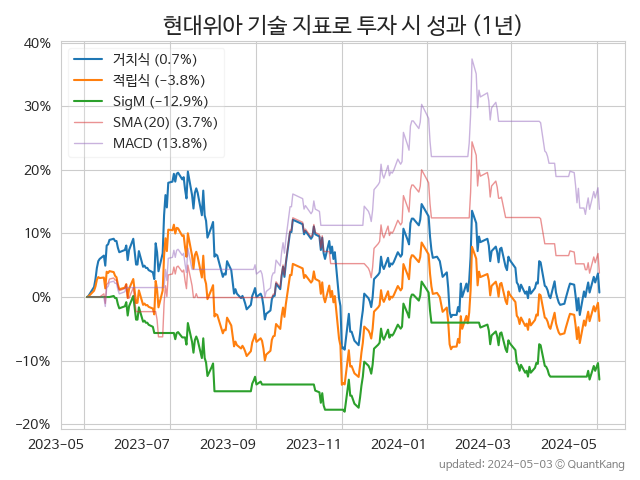 현대위아 기술 지표로 투자 시 성과 (1년)
40%
30%
20%
10%
0%
−10%
−20%
거치식 (0.7%)
적립식 (−3.8%)
SigM (−12.9%)
SMA(20) (3.7%)
MACD (13.8%)
2023-05 2023-07 2023-09 2023-11 2024-01 2024-03 2024-05
updated: 2024-05-03 ⓒ QuantKang